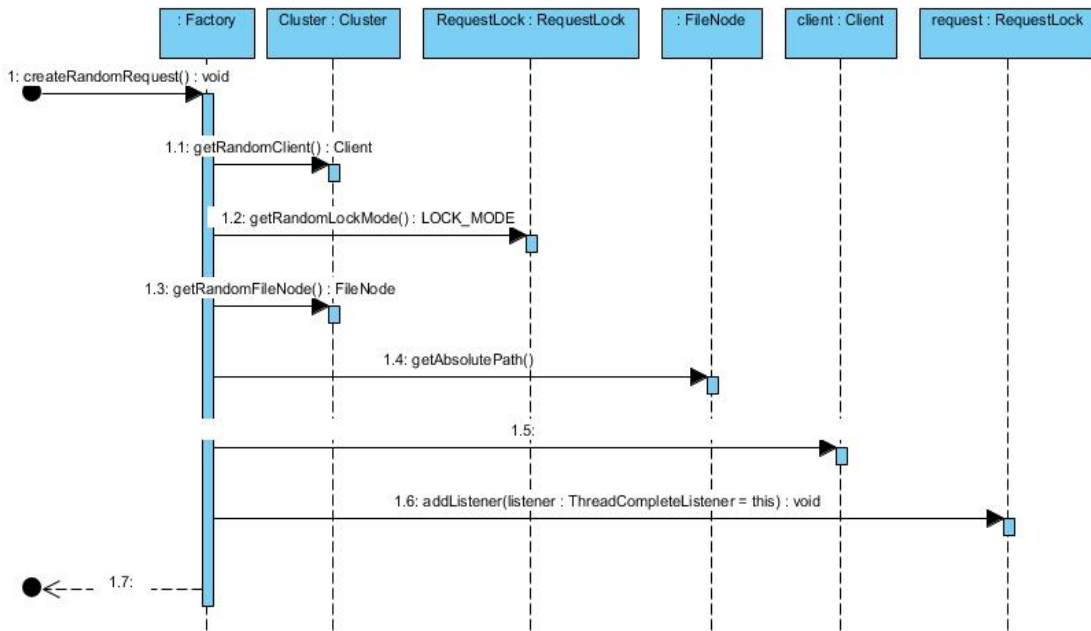 : Factory
Cluster : Cluster
RequestLock : RequestLock
: FileNode
client : Client
request : RequestLock
1: createRandomRequest() : void
1.1: getRandomClient() : Client
1.2: getRandomLockMode() : LOCK_MODE
1.3: getRandomFileNode() : FileNode
1.4: getAbsolutePath()
1.5:
1.6: addListener(listener : ThreadCompleteListener = this) : void
1.7: